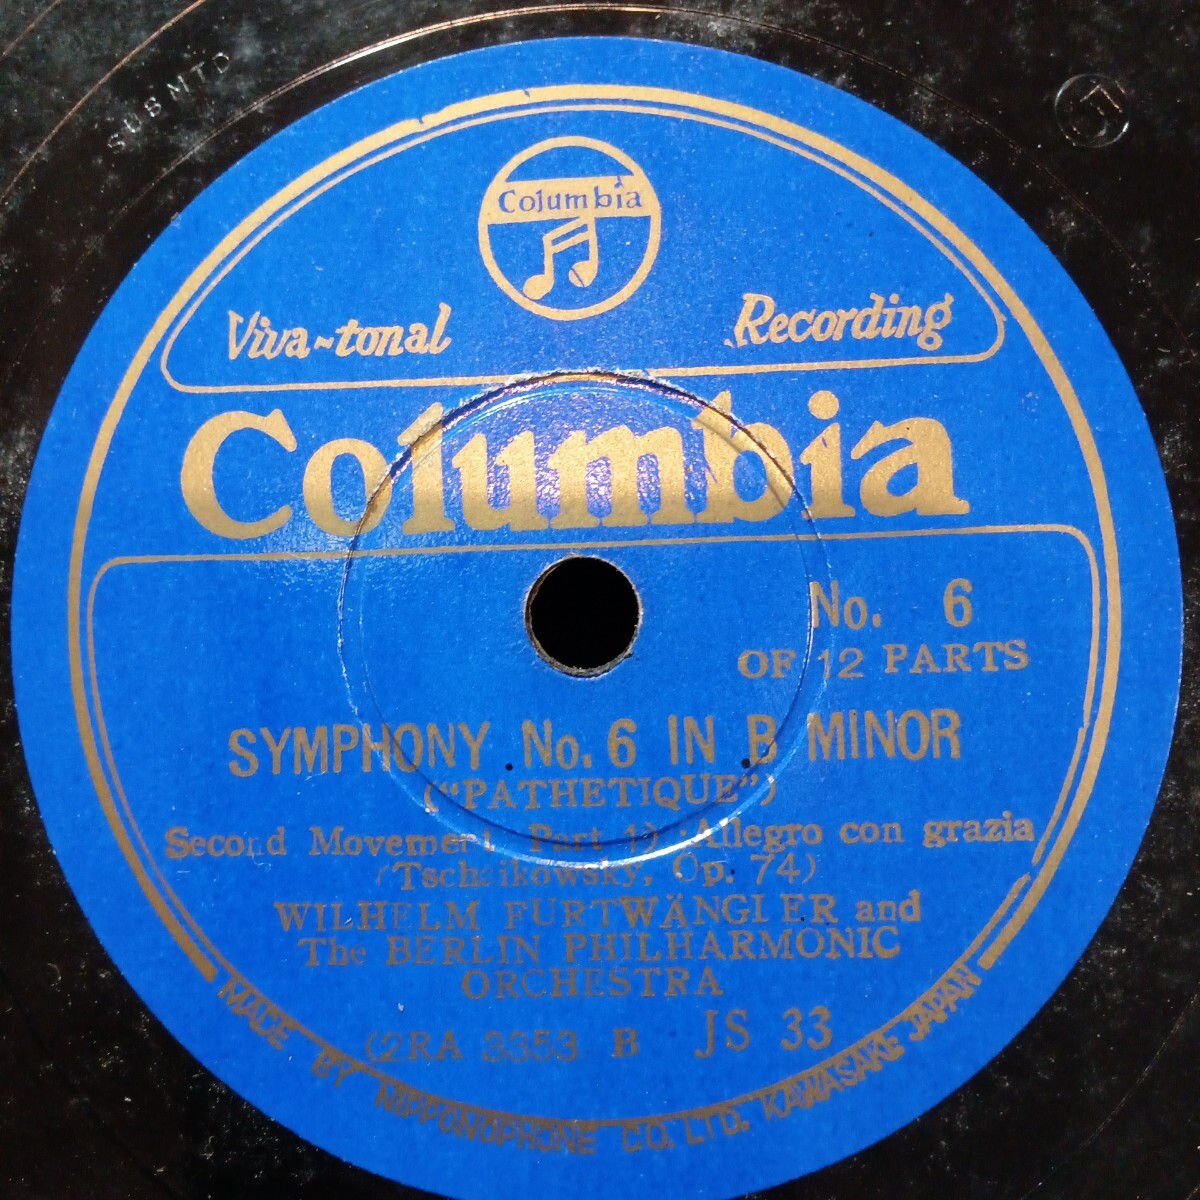 SUBMTD
5
Columbia
Viva-tonal Recording
Columbia
No. 6
OF 12 PARTS
SYMPHONY No. 6 IN B MINOR
("PATHETIQUE")
Second Movement, Part 1) :Allegro con grazia
(Tschaikowsky, Op. 74)
WILHELM FURTWÄNGLER and
The BERLIN PHILHARMONIC
ORCHESTRA
(2RA 3353 B JS 33
MADE BY NIPPONOPHONE CO. LTD. KAWASAKE JAPAN